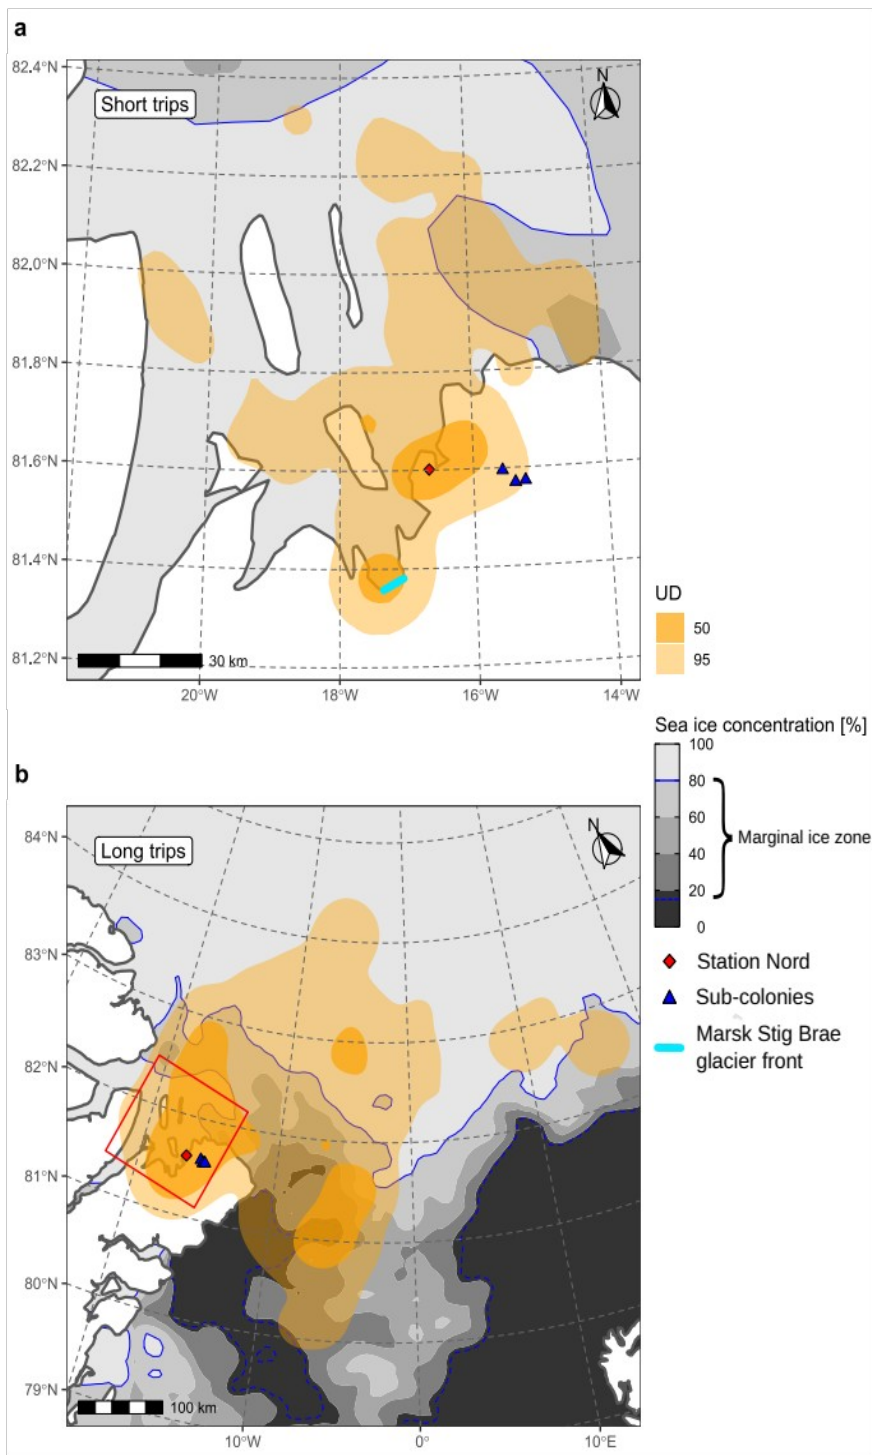 a
82.4°N
82.2°N
82.0°N
81.8°N
81.6°N
81.4°N
81.2°N
Short trips
N
30 km
20°W
18°W
16°W
14°W
UD
50
95
Sea ice concentration [%]
100
80
60
40
20
0
Marginal ice zone
Station Nord
Sub-colonies
Marsk Stig Brae
glacier front
b
84°N
83°N
82°N
81°N
80°N
79°N
Long trips
N
100 km
10°W
0°
10°E